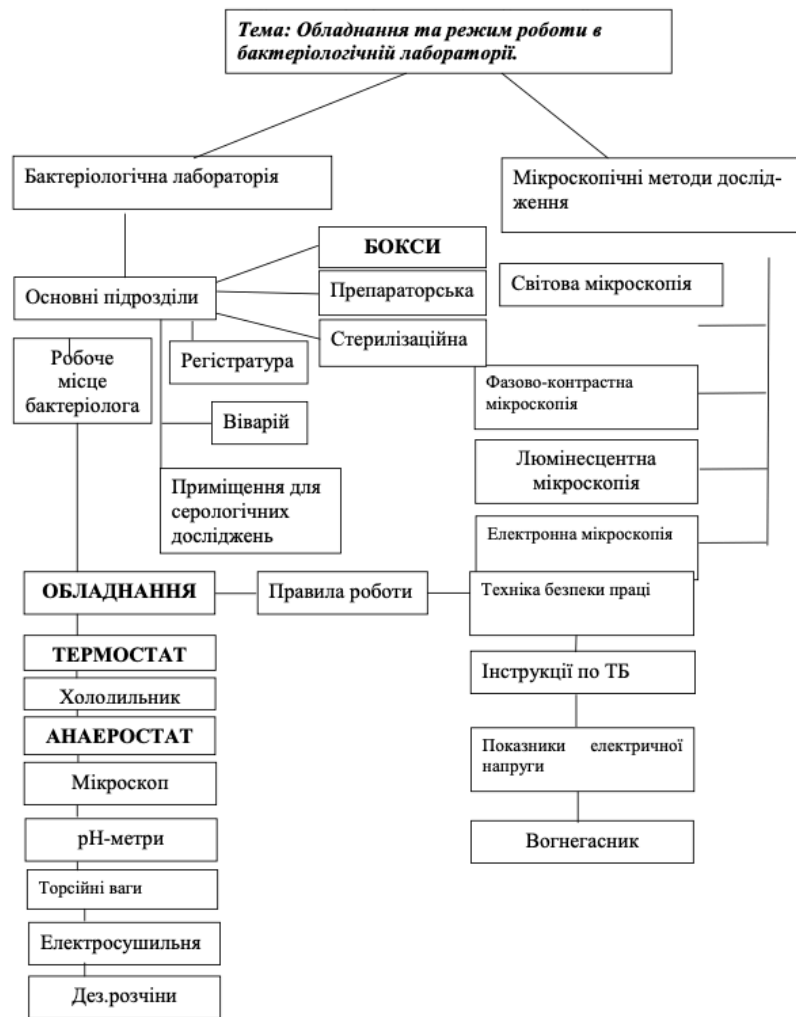 Тема: Обладнання та режим роботи в
бактеріологічній лабораторії.
Бактеріологічна лабораторія
Мікроскопічні методи дослід-
ження
БОКСИ
Основні підрозділи
Препараторська
Світова мікроскопія
Стерилізаційна
Робоче
місце
бактеріолога
Регістратура
Фазово-контрастна
мікроскопія
Віварій
Люмінесцентна
мікроскопія
Приміщення для
серологічних
досліджень
Електронна мікроскопія
ОБЛАДНАННЯ
Правила роботи
Техніка безпеки праці
ТЕРМОСТАТ
Інструкції по ТБ
Холодильник
АНАЕРОСТАТ
Показники електричної
напруги
Мікроскоп
рН-метри
Вогнегасник
Торсійні ваги
Електросушильня
Дез.розчіни